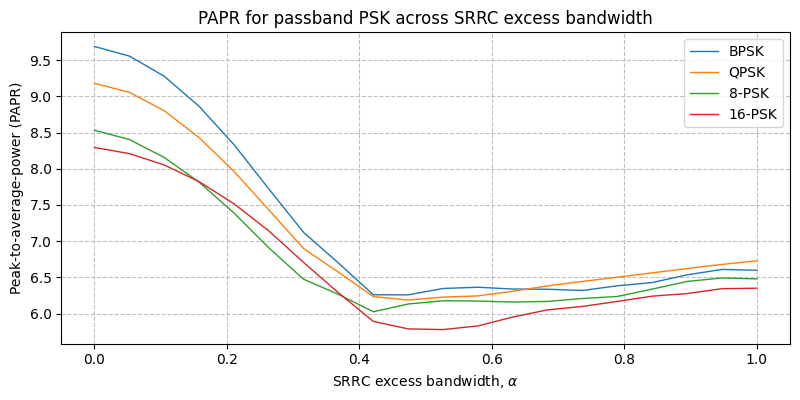 PAPR for passband PSK across SRRC excess bandwidth
Peak-to-average-power (PAPR)
9.5
9.0
8.5
8.0
7.5
7.0
6.5
6.0
BPSK
QPSK
8-PSK
16-PSK
0.0 0.2 0.4 0.6 0.8 1.0
SRRC excess bandwidth, α